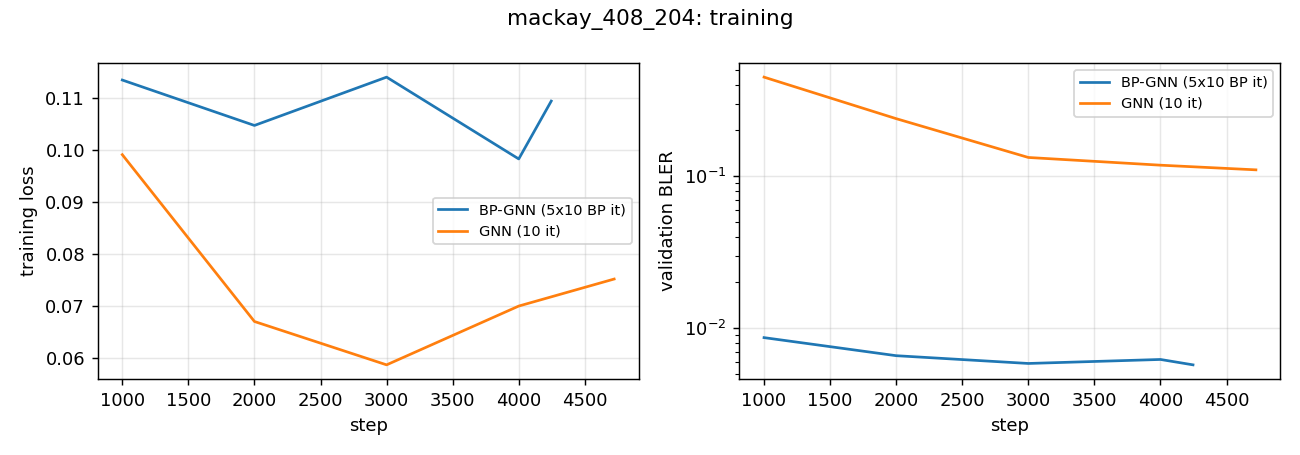 mackay_408_204: training
training loss
0.11
0.10
0.09
0.08
0.07
0.06
BP-GNN (5x10 BP it)
GNN (10 it)
1000 1500 2000 2500 3000 3500 4000 4500
step
validation BLER
10⁻¹
10⁻²
BP-GNN (5x10 BP it)
GNN (10 it)
1000 1500 2000 2500 3000 3500 4000 4500
step